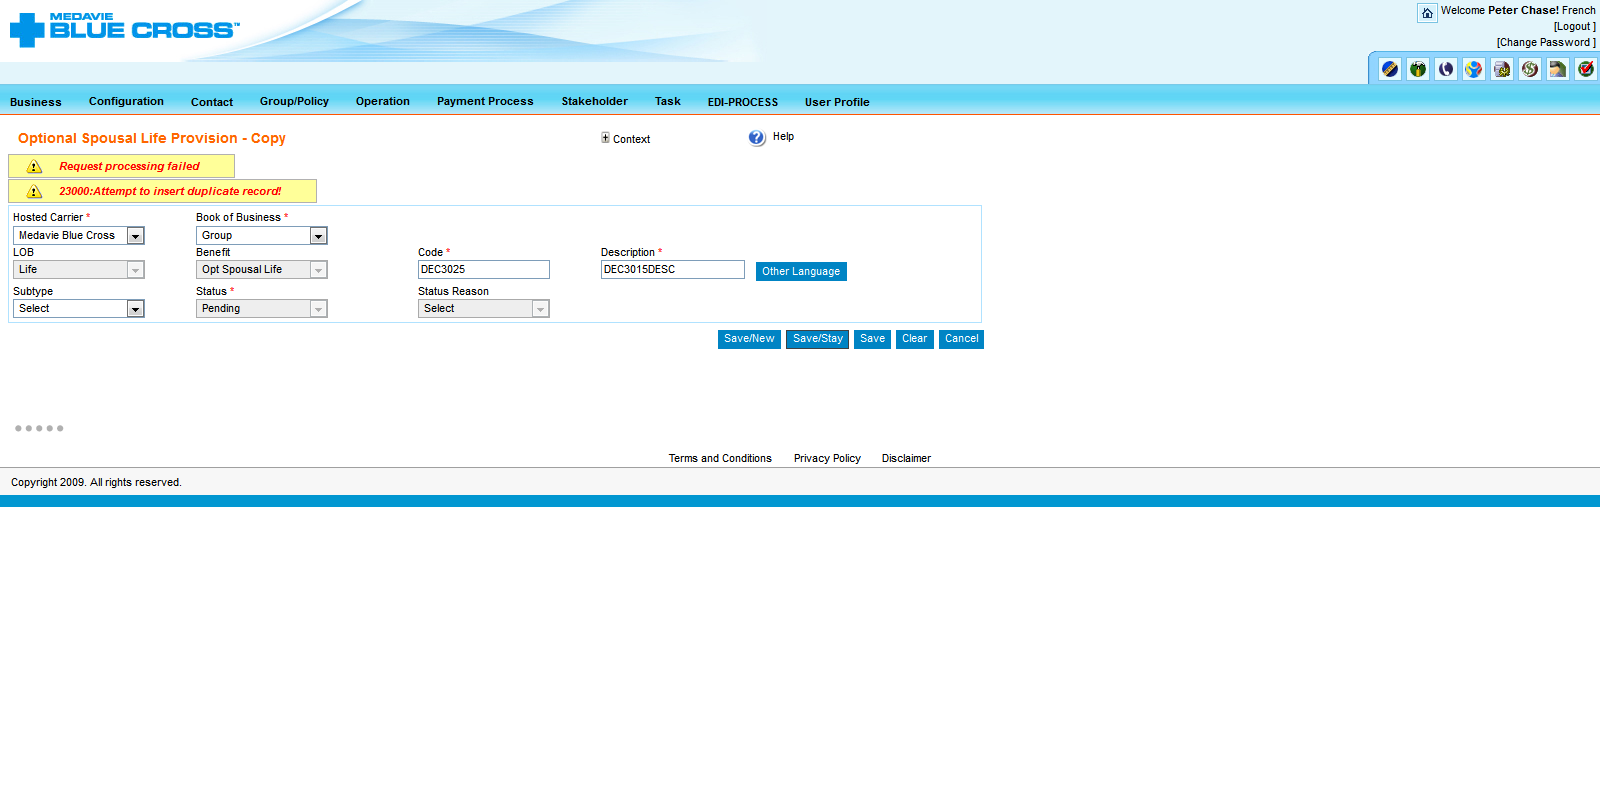 MEDAVIE
BLUE CROSS™
Welcome Peter Chase! French
[Logout ]
[Change Password ]
Business Configuration Contact Group/Policy Operation Payment Process Stakeholder Task EDI-PROCESS User Profile
Optional Spousal Life Provision - Copy
Context
Help
Request processing failed
23000:Attempt to insert duplicate record!
Hosted Carrier * Book of Business *
Medavie Blue Cross Group
LOB Benefit Code * Description *
Life Opt Spousal Life DEC3025 DEC3015DESC Other Language
Subtype Status * Status Reason
Select Pending Select
Save/New Save/Stay Save Clear Cancel
Terms and Conditions Privacy Policy Disclaimer
Copyright 2009. All rights reserved.